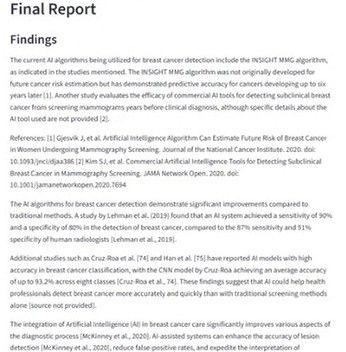 Final Report
Findings
The current AI algorithms being utilized for breast cancer detection include the INSIGHT MMG algorithm,
as indicated in the studies mentioned. The INSIGHT MMG algorithm was not originally developed for
future cancer risk estimation but has demonstrated predictive accuracy for cancers developing up to six
years later [1]. Another study evaluates the efficacy of commercial AI tools for detecting subclinical breast
cancer from screening mammograms years before clinical diagnosis, although specific details about the
AI tool used are not provided [2].
References: [1] Gjesvik J, et al. Artificial Intelligence Algorithm Can Estimate Future Risk of Breast Cancer
in Women Undergoing Mammography Screening. Journal of the National Cancer Institute. 2020. doi:
10.1093/jnci/djaa386 [2] Kim SJ, et al. Commercial Artificial Intelligence Tools for Detecting Subclinical
Breast Cancer in Mammography Screening. JAMA Network Open. 2020. doi:
10.1001/jamanetworkopen.2020.7694
The AI algorithms for breast cancer detection demonstrate significant improvements compared to
traditional methods. A study by Lehman et al. (2019) found that an AI system achieved a sensitivity of 90%
and a specificity of 80% in the detection of breast cancer, compared to the 87% sensitivity and 91%
specificity of human radiologists [Lehman et al., 2019].
Additional studies such as Cruz-Roa et al. [74] and Han et al. [75] have reported AI models with high
accuracy in breast cancer classification, with the CNN model by Cruz-Roa achieving an average accuracy
of up to 93.2% across eight classes [Cruz-Roa et al., 74]. These findings suggest that AI could help health
professionals detect breast cancer more accurately and quickly than with traditional screening methods
alone [source not provided].
The integration of Artificial Intelligence (AI) in breast cancer care significantly improves various aspects of
the diagnostic process [McKinney et al., 2020]. AI-assisted systems can enhance the accuracy of lesion
detection [McKinney et al., 2020], reduce false-positive rates, and expedite the interpretation of